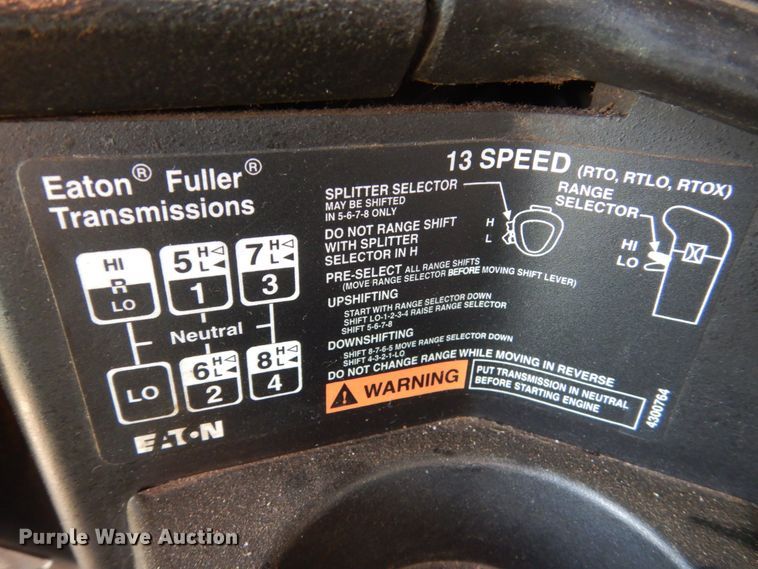 Eaton® Fuller®
Transmissions
HI
R
LO
5 H L
1
7 H L
3
Neutral
LO
6 H L
2
8 H L
4
EATON
13 SPEED (RTO, RTLO, RTOX)
SPLITTER SELECTOR
MAY BE SHIFTED
IN 5-6-7-8 ONLY
H
L
RANGE
SELECTOR
HI
LO
DO NOT RANGE SHIFT
WITH SPLITTER
SELECTOR IN H
PRE-SELECT ALL RANGE SHIFTS
(MOVE RANGE SELECTOR BEFORE MOVING SHIFT LEVER)
UPSHIFTING
START WITH RANGE SELECTOR DOWN
SHIFT LO-1-2-3-4 RAISE RANGE SELECTOR
SHIFT 5-6-7-8
DOWNSHIFTING
SHIFT 8-7-6-5 MOVE RANGE SELECTOR DOWN
SHIFT 4-3-2-1-LO
DO NOT CHANGE RANGE WHILE MOVING IN REVERSE
WARNING
PUT TRANSMISSION IN NEUTRAL
BEFORE STARTING ENGINE
4300764
Purple Wave Auction